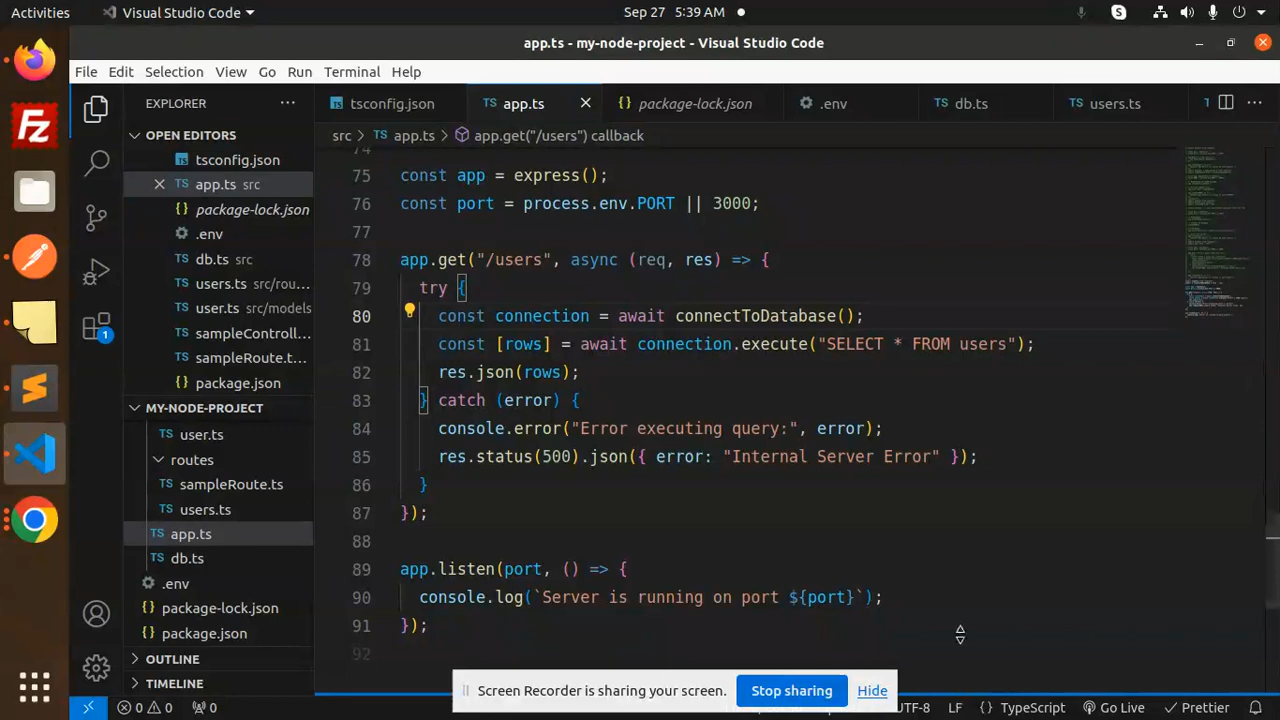 Activities
Visual Studio Code
Sep 27 5:39 AM
app.ts - my-node-project - Visual Studio Code
File Edit Selection View Go Run Terminal Help
EXPLORER
tsconfig.json
app.ts
package-lock.json
.env
db.ts
users.ts
src > app.ts > app.get("/users") callback
OPEN EDITORS
tsconfig.json
app.ts src
package-lock.json
.env
db.ts src
users.ts src/rou...
user.ts src/models
sampleControll...
sampleRoute.t...
package.json
MY-NODE-PROJECT
user.ts
routes
sampleRoute.ts
users.ts
app.ts
db.ts
.env
package-lock.json
package.json
OUTLINE
TIMELINE
1
75 const app = express();
76 const port = process.env.PORT || 3000;
77
78 app.get("/users", async (req, res) => {
79 try {
80 const connection = await connectToDatabase();
81 const [rows] = await connection.execute("SELECT * FROM users");
82 res.json(rows);
83 } catch (error) {
84 console.error("Error executing query:", error);
85 res.status(500).json({ error: "Internal Server Error" });
86 }
87 });
88
89 app.listen(port, () => {
90 console.log(`Server is running on port ${port}`);
91 });
92
Screen Recorder is sharing your screen. Stop sharing Hide
0 0 0
UTF-8 LF {} TypeScript Go Live Prettier